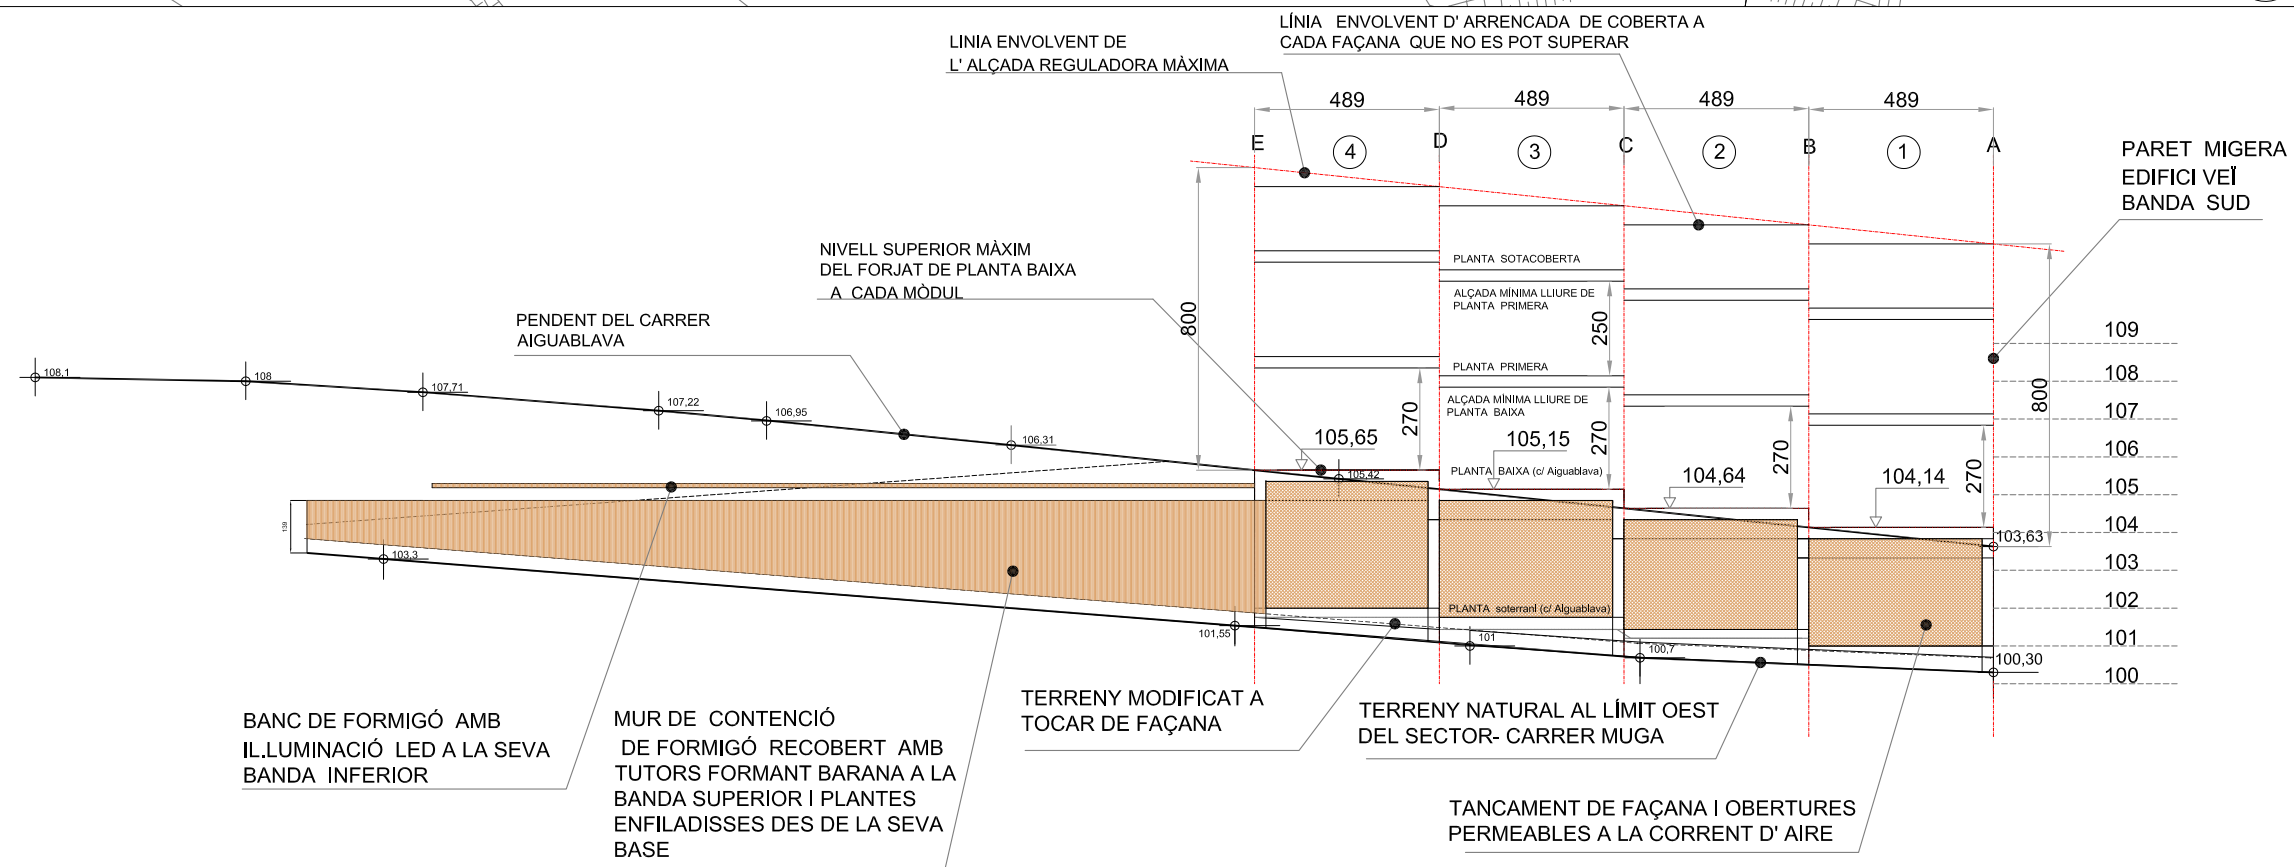 LÍNIA ENVOLVENT D' ARRENCADA DE COBERTA A
CADA FAÇANA QUE NO ES POT SUPERAR
LINIA ENVOLVENT DE
L' ALÇADA REGULADORA MÀXIMA
489
489
489
489
E
4
D
3
C
2
B
1
A
PARET MIGERA
EDIFICI VEÏ
BANDA SUD
NIVELL SUPERIOR MÀXIM
DEL FORJAT DE PLANTA BAIXA
A CADA MÒDUL
PENDENT DEL CARRER
AIGUABLAVA
800
PLANTA SOTACOBERTA
ALÇADA MÍNIMA LLIURE DE
PLANTA PRIMERA
250
PLANTA PRIMERA
ALÇADA MÍNIMA LLIURE DE
PLANTA BAIXA
270
270
270
270
800
109
108
107
106
105
104
103
102
101
100
108,1
108
107,71
107,22
106,95
106,31
105,65
105,42
105,15
PLANTA BAIXA (c/ Aiguablava)
104,64
104,14
103,63
139
103,3
101,55
PLANTA soterrani (c/ Aiguablava)
101
100,7
100,30
BANC DE FORMIGÓ AMB
IL.LUMINACIÓ LED A LA SEVA
BANDA INFERIOR
MUR DE CONTENCIÓ
DE FORMIGÓ RECOBERT AMB
TUTORS FORMANT BARANA A LA
BANDA SUPERIOR I PLANTES
ENFILADISSES DES DE LA SEVA
BASE
TERRENY MODIFICAT A
TOCAR DE FAÇANA
TERRENY NATURAL AL LÍMIT OEST
DEL SECTOR- CARRER MUGA
TANCAMENT DE FAÇANA I OBERTURES
PERMEABLES A LA CORRENT D' AIRE